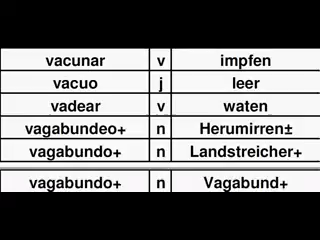 vacunar v impfen
vacuo j leer
vadear v waten
vagabundeo+ n Herumirren±
vagabundo+ n Landstreicher+
vagabundo+ n Vagabund+